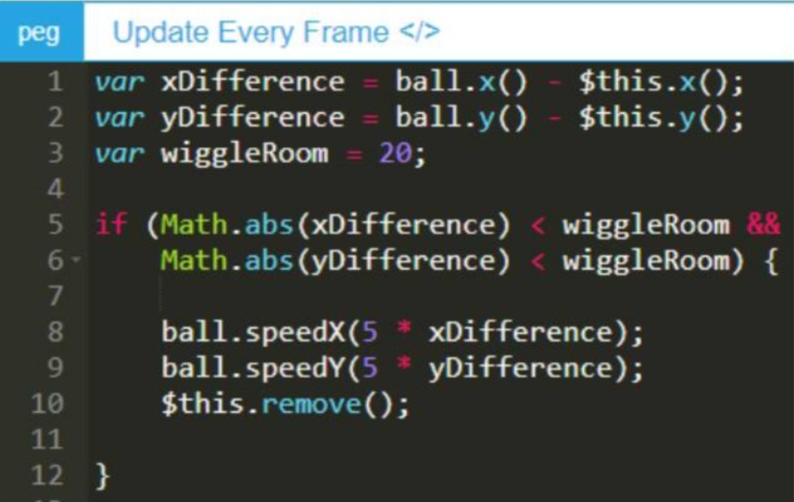 peg Update Every Frame </>
1 var xDifference = ball.x() - $this.x();
2 var yDifference = ball.y() - $this.y();
3 var wiggleRoom = 20;
4
5 if (Math.abs(xDifference) < wiggleRoom &&
6 Math.abs(yDifference) < wiggleRoom) {
7
8 ball.speedX(5 * xDifference);
9 ball.speedY(5 * yDifference);
10 $this.remove();
11
12 }